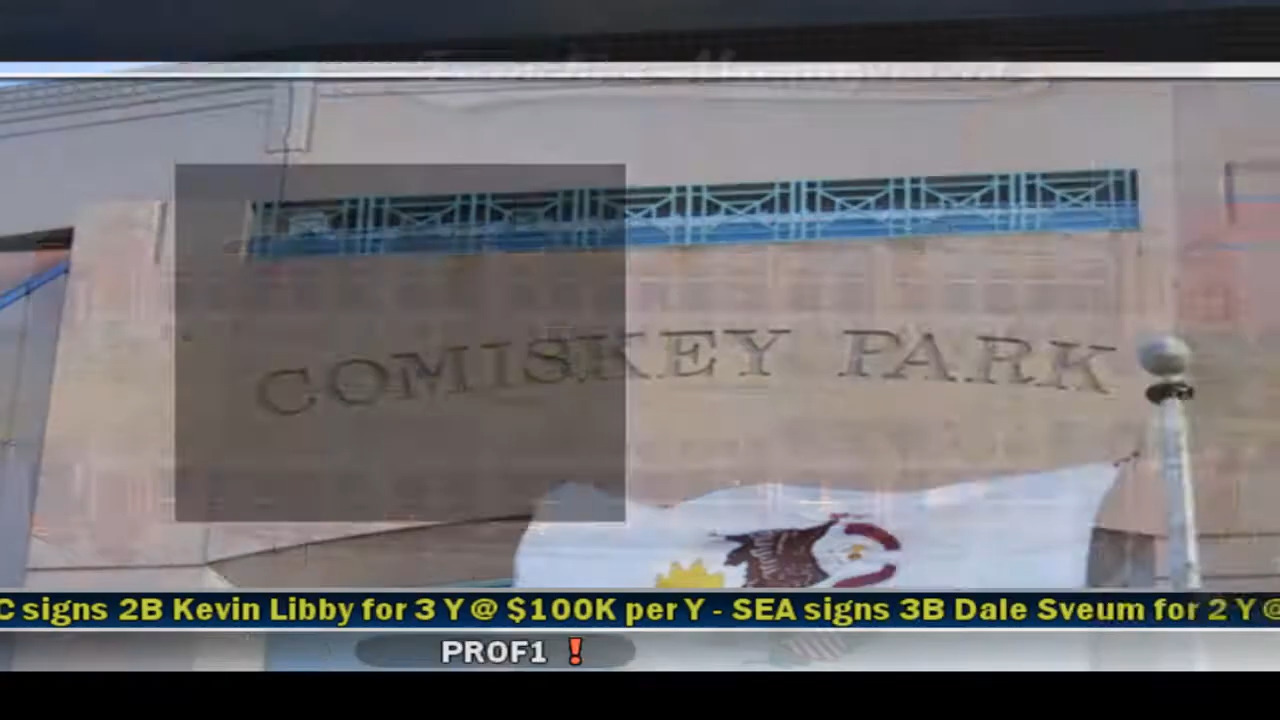 COMISKEY PARK
C signs 2B Kevin Libby for 3 Y @ $100K per Y - SEA signs 3B Dale Sveum for 2 Y @
PROF1 !